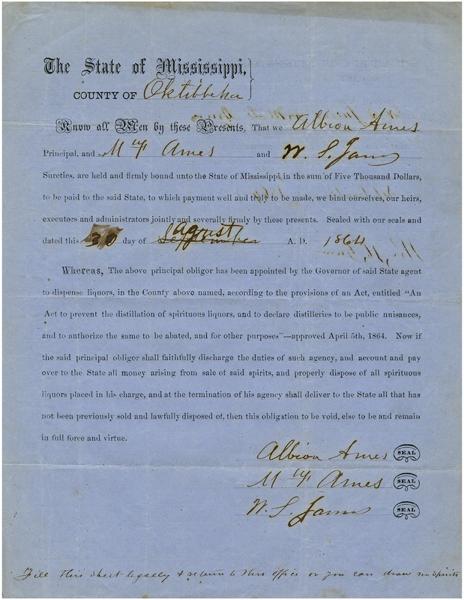 The State of Mississippi,
COUNTY OF Oktibbeha
Know all Men by these Presents, That we Albion Ames
Principal, and M Ames and W. S.
Sureties, are held and firmly bound unto the State of Mississippi, in the sum of Five Thousand Dollars,
to be paid to the said State, to which payment well and truly to be made, we bind ourselves, our heirs,
executors and administrators jointly and severally firmly by these presents. Sealed with our seals and
dated this 30 day of August September A. D. 1864
Whereas, The above principal obligor has been appointed by the Governor of said State agent
to dispense liquors, in the County above named, according to the provisions of an Act, entitled "An
Act to prevent the distillation of spirituous liquors, and to declare distilleries to be public nuisances,
and to authorize the same to be abated, and for other purposes"—approved April 5th, 1864. Now if
the said principal obligor shall faithfully discharge the duties of such agency, and account and pay
over to the State all money arising from sale of said spirits, and properly dispose of all spirituous
liquors placed in his charge, and at the termination of his agency shall deliver to the State all that has
not been previously sold and lawfully disposed of, then this obligation to be void, else to be and remain
in full force and virtue.
Albion Ames SEAL
M Ames SEAL
W. S. SEAL
Fill this sheet legally & return to this office or you can draw no spirits